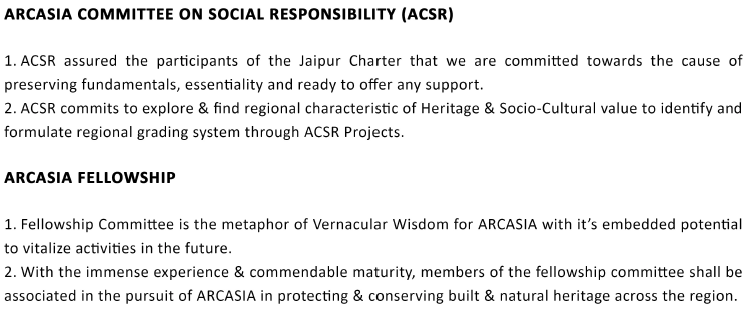 ARCASIA COMMITTEE ON SOCIAL RESPONSIBILITY (ACSR)
1. ACSR assured the participants of the Jaipur Charter that we are committed towards the cause of
preserving fundamentals, essentiality and ready to offer any support.
2. ACSR commits to explore & find regional characteristic of Heritage & Socio-Cultural value to identify and
formulate regional grading system through ACSR Projects.
ARCASIA FELLOWSHIP
1. Fellowship Committee is the metaphor of Vernacular Wisdom for ARCASIA with it’s embedded potential
to vitalize activities in the future.
2. With the immense experience & commendable maturity, members of the fellowship committee shall be
associated in the pursuit of ARCASIA in protecting & conserving built & natural heritage across the region.